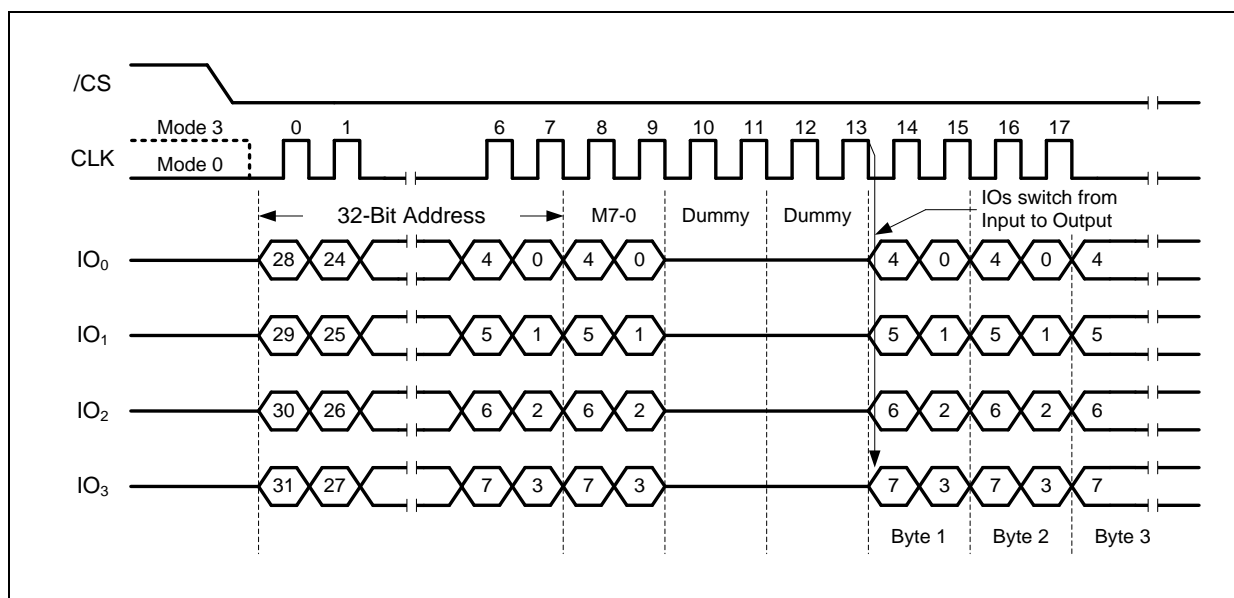 /CS
Mode 3 0 1 6 7 8 9 10 11 12 13 14 15 16 17
CLK
Mode 0
IOs switch from
Input to Output
32-Bit Address M7-0 Dummy Dummy
IO0 28 24 4 0 4 0 4 0 4 0 4
IO1 29 25 5 1 5 1 5 1 5 1 5
IO2 30 26 6 2 6 2 6 2 6 2 6
IO3 31 27 7 3 7 3 7 3 7 3 7
Byte 1 Byte 2 Byte 3